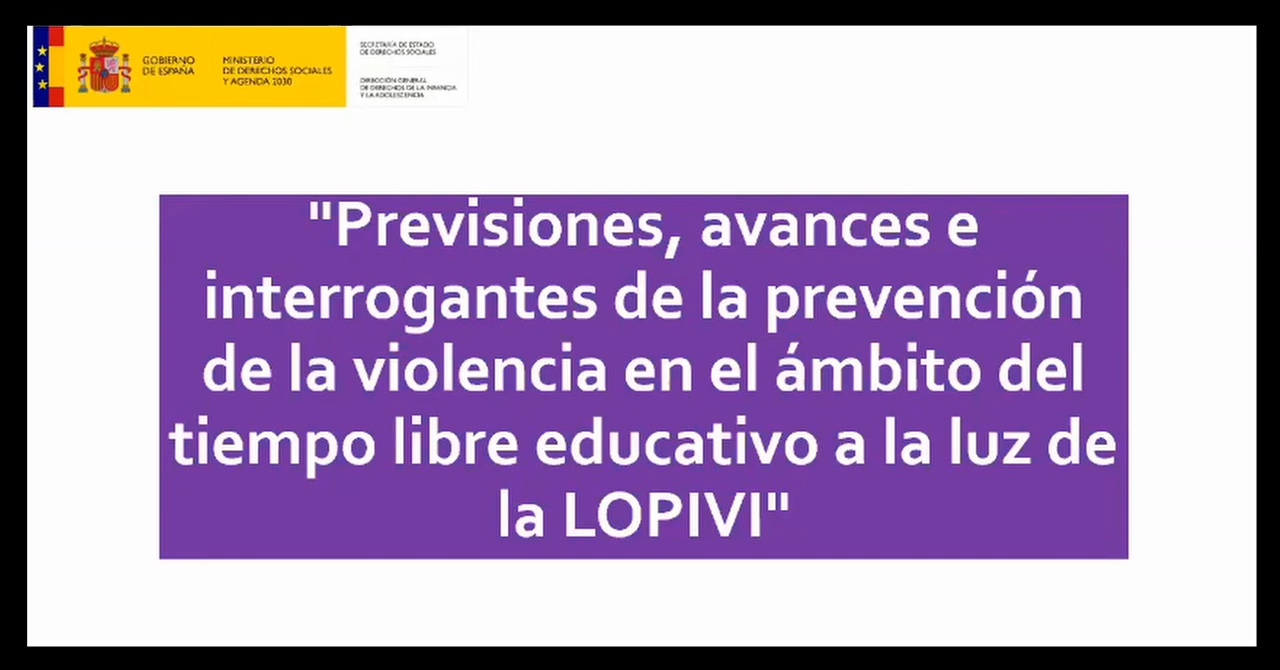 GOBIERNO
DE ESPAÑA
MINISTERIO
DE DERECHOS SOCIALES
Y AGENDA 2030
SECRETARÍA DE ESTADO
DE DERECHOS SOCIALES
DIRECCIÓN GENERAL
DE DERECHOS DE LA INFANCIA
Y LA ADOLESCENCIA
"Previsiones, avances e
interrogantes de la prevención
de la violencia en el ámbito del
tiempo libre educativo a la luz de
la LOPIVI"